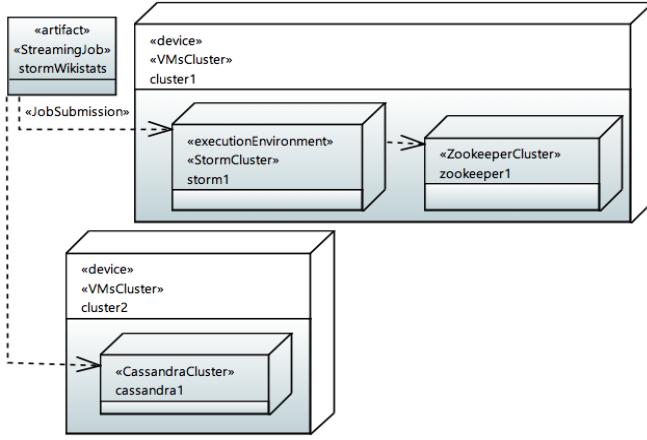 «artifact»
«StreamingJob»
stormWikistats
«JobSubmission»
«device»
«VMsCluster»
cluster1
«executionEnvironment»
«StormCluster»
storm1
«ZookeeperCluster»
zookeeper1
«device»
«VMsCluster»
cluster2
«CassandraCluster»
cassandra1